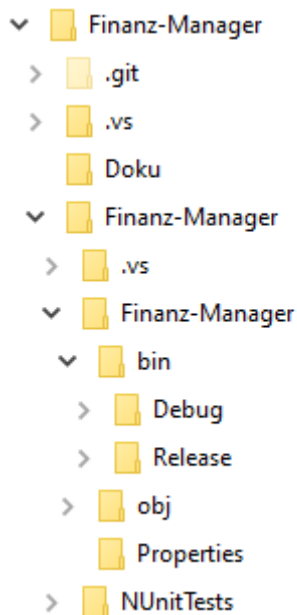 Finanz-Manager
.git
.vs
Doku
Finanz-Manager
.vs
Finanz-Manager
bin
Debug
Release
obj
Properties
NUnitTests